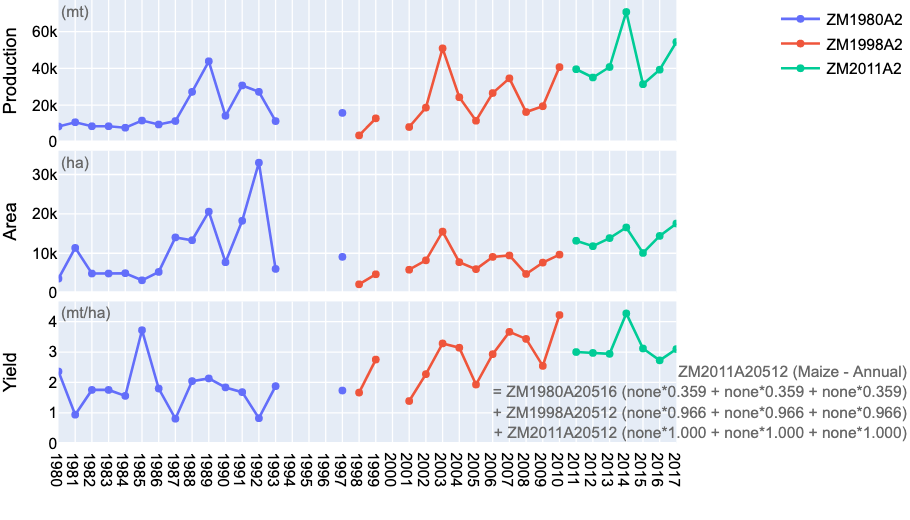 (mt)
Production
60k
40k
20k
0
ZM1980A2
ZM1998A2
ZM2011A2
(ha)
Area
30k
20k
10k
0
(mt/ha)
Yield
4
3
2
1
0
ZM2011A20512 (Maize - Annual)
= ZM1980A20516 (none*0.359 + none*0.359 + none*0.359)
+ ZM1998A20512 (none*0.966 + none*0.966 + none*0.966)
+ ZM2011A20512 (none*1.000 + none*1.000 + none*1.000)
1980
1981
1982
1983
1984
1985
1986
1987
1988
1989
1990
1991
1992
1993
1994
1995
1996
1997
1998
1999
2000
2001
2002
2003
2004
2005
2006
2007
2008
2009
2010
2011
2012
2013
2014
2015
2016
2017